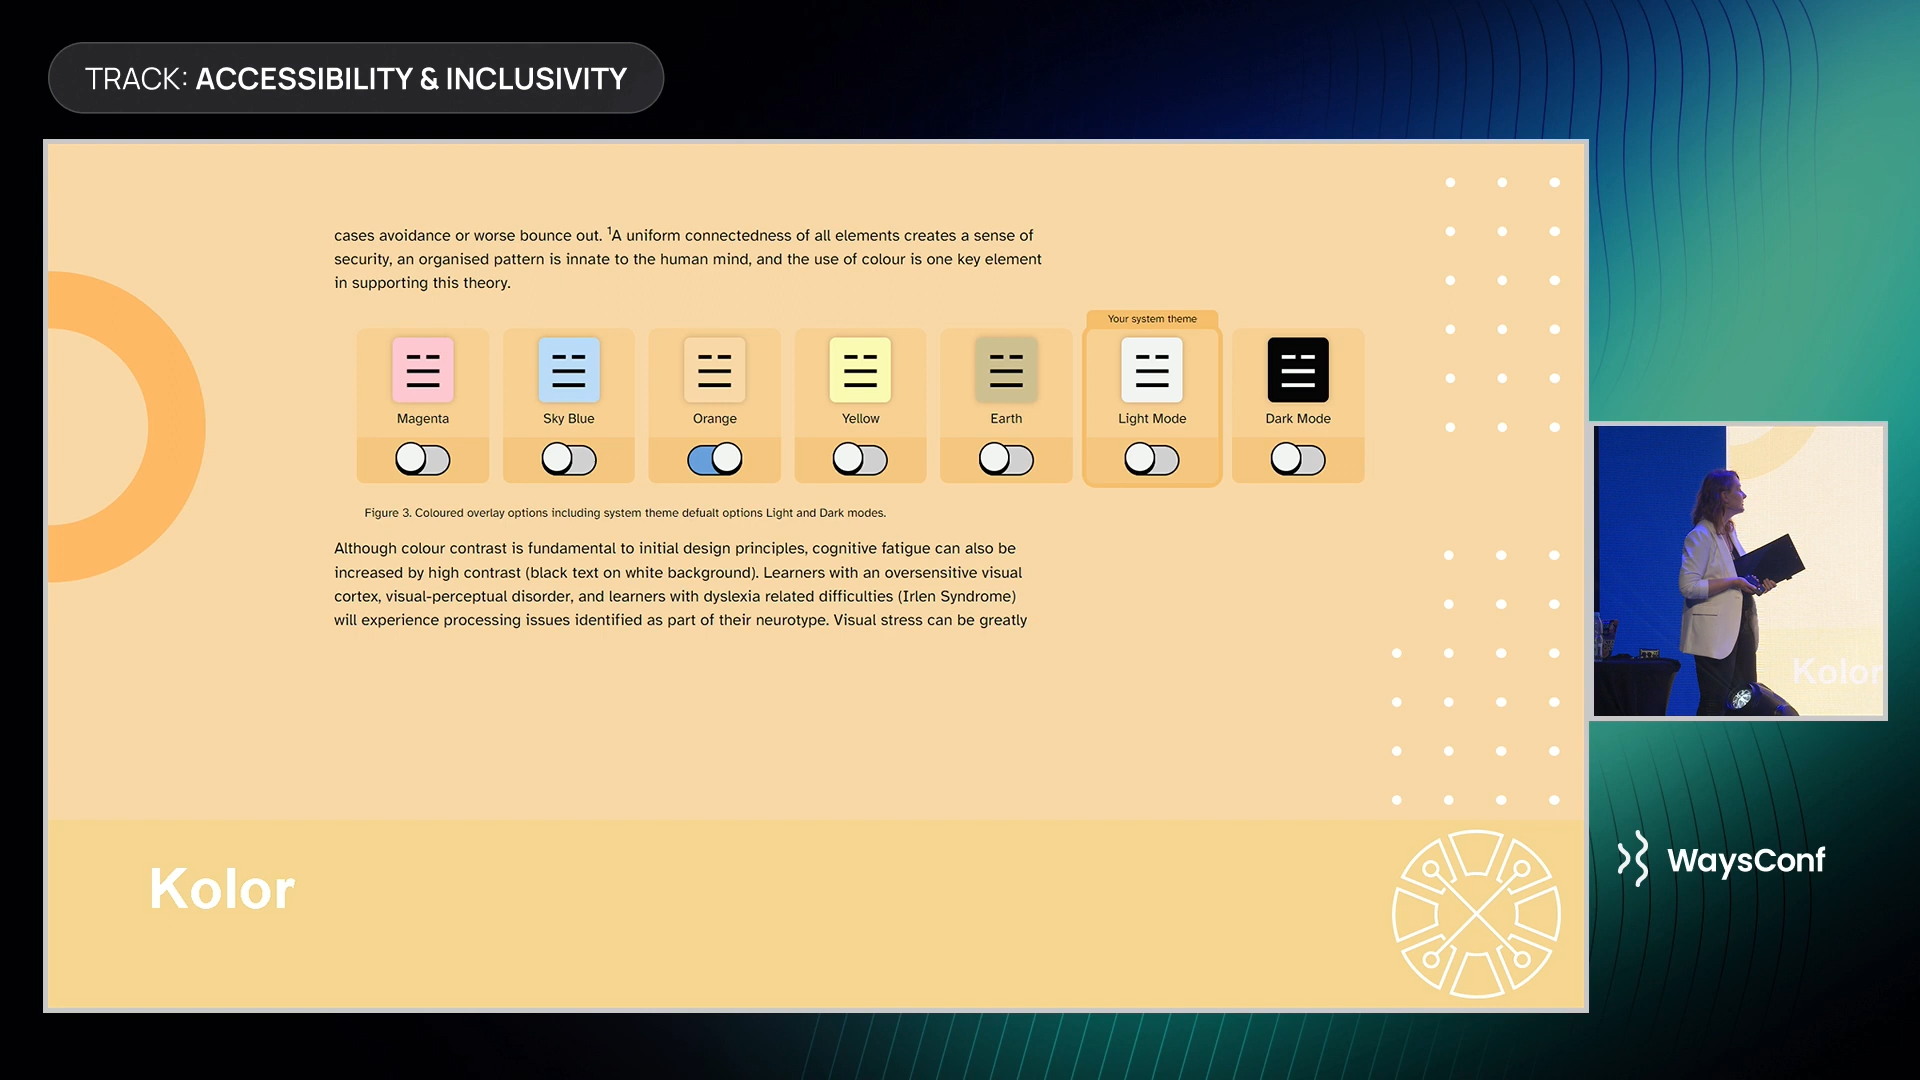 TRACK: ACCESSIBILITY & INCLUSIVITY
cases avoidance or worse bounce out. ¹A uniform connectedness of all elements creates a sense of
security, an organised pattern is innate to the human mind, and the use of colour is one key element
in supporting this theory.
Your system theme
Magenta
Sky Blue
Orange
Yellow
Earth
Light Mode
Dark Mode
Figure 3. Coloured overlay options including system theme defualt options Light and Dark modes.
Although colour contrast is fundamental to initial design principles, cognitive fatigue can also be
increased by high contrast (black text on white background). Learners with an oversensitive visual
cortex, visual-perceptual disorder, and learners with dyslexia related difficulties (Irlen Syndrome)
will experience processing issues identified as part of their neurotype. Visual stress can be greatly
Kolor
Kolor
WaysConf